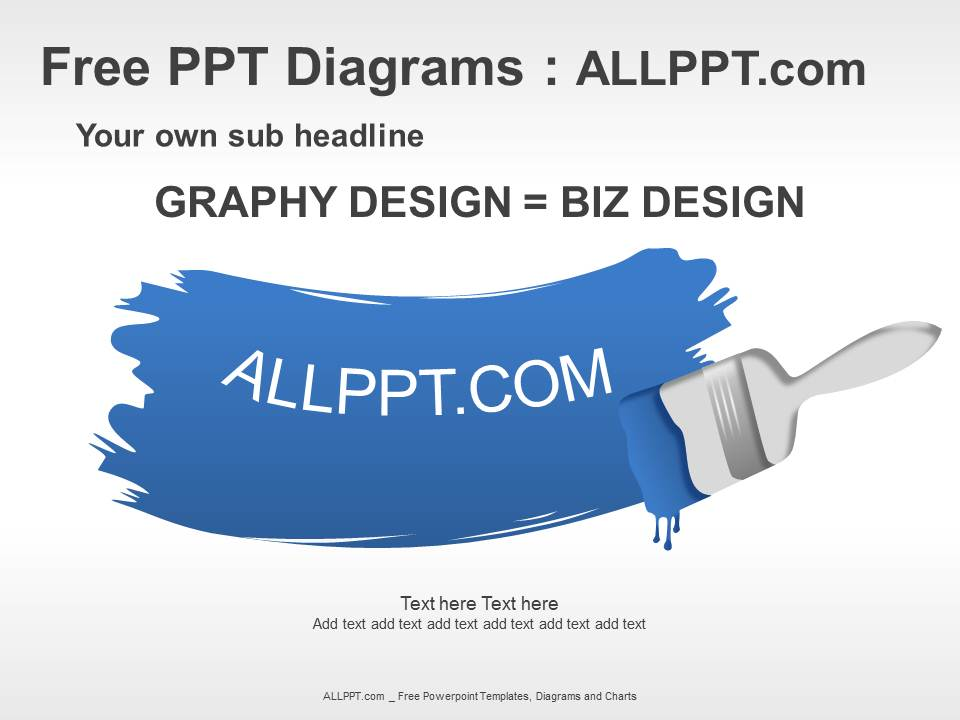 Free PPT Diagrams : ALLPPT.com
Your own sub headline
GRAPHY DESIGN = BIZ DESIGN
ALLPPT.COM
Text here Text here
Add text add text add text add text add text add text
ALLPPT.com _ Free Powerpoint Templates, Diagrams and Charts